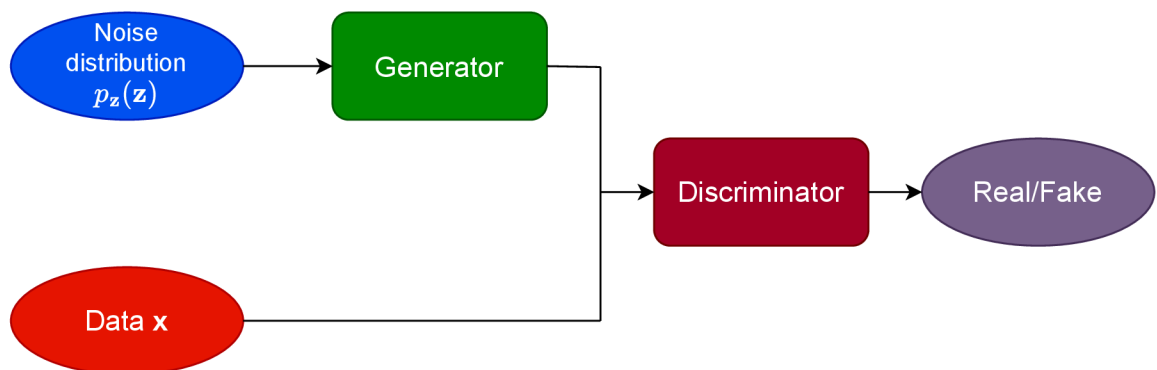 Noise
distribution
p_z(z)
Generator
Discriminator
Real/Fake
Data x